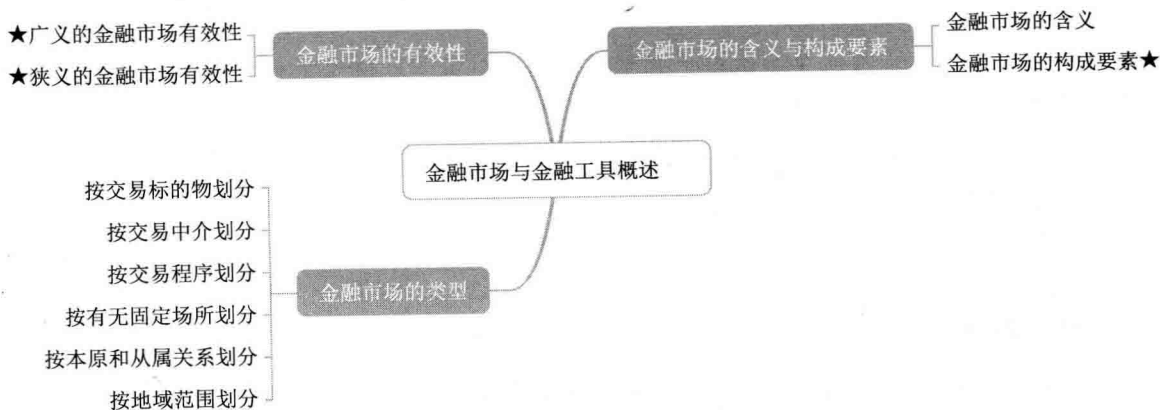 ★广义的金融市场有效性
★狭义的金融市场有效性
金融市场的有效性
金融市场的含义与构成要素
金融市场的含义
金融市场的构成要素★
金融市场与金融工具概述
按交易标的物划分
按交易中介划分
按交易程序划分
按有无固定场所划分
按本原和从属关系划分
按地域范围划分
金融市场的类型